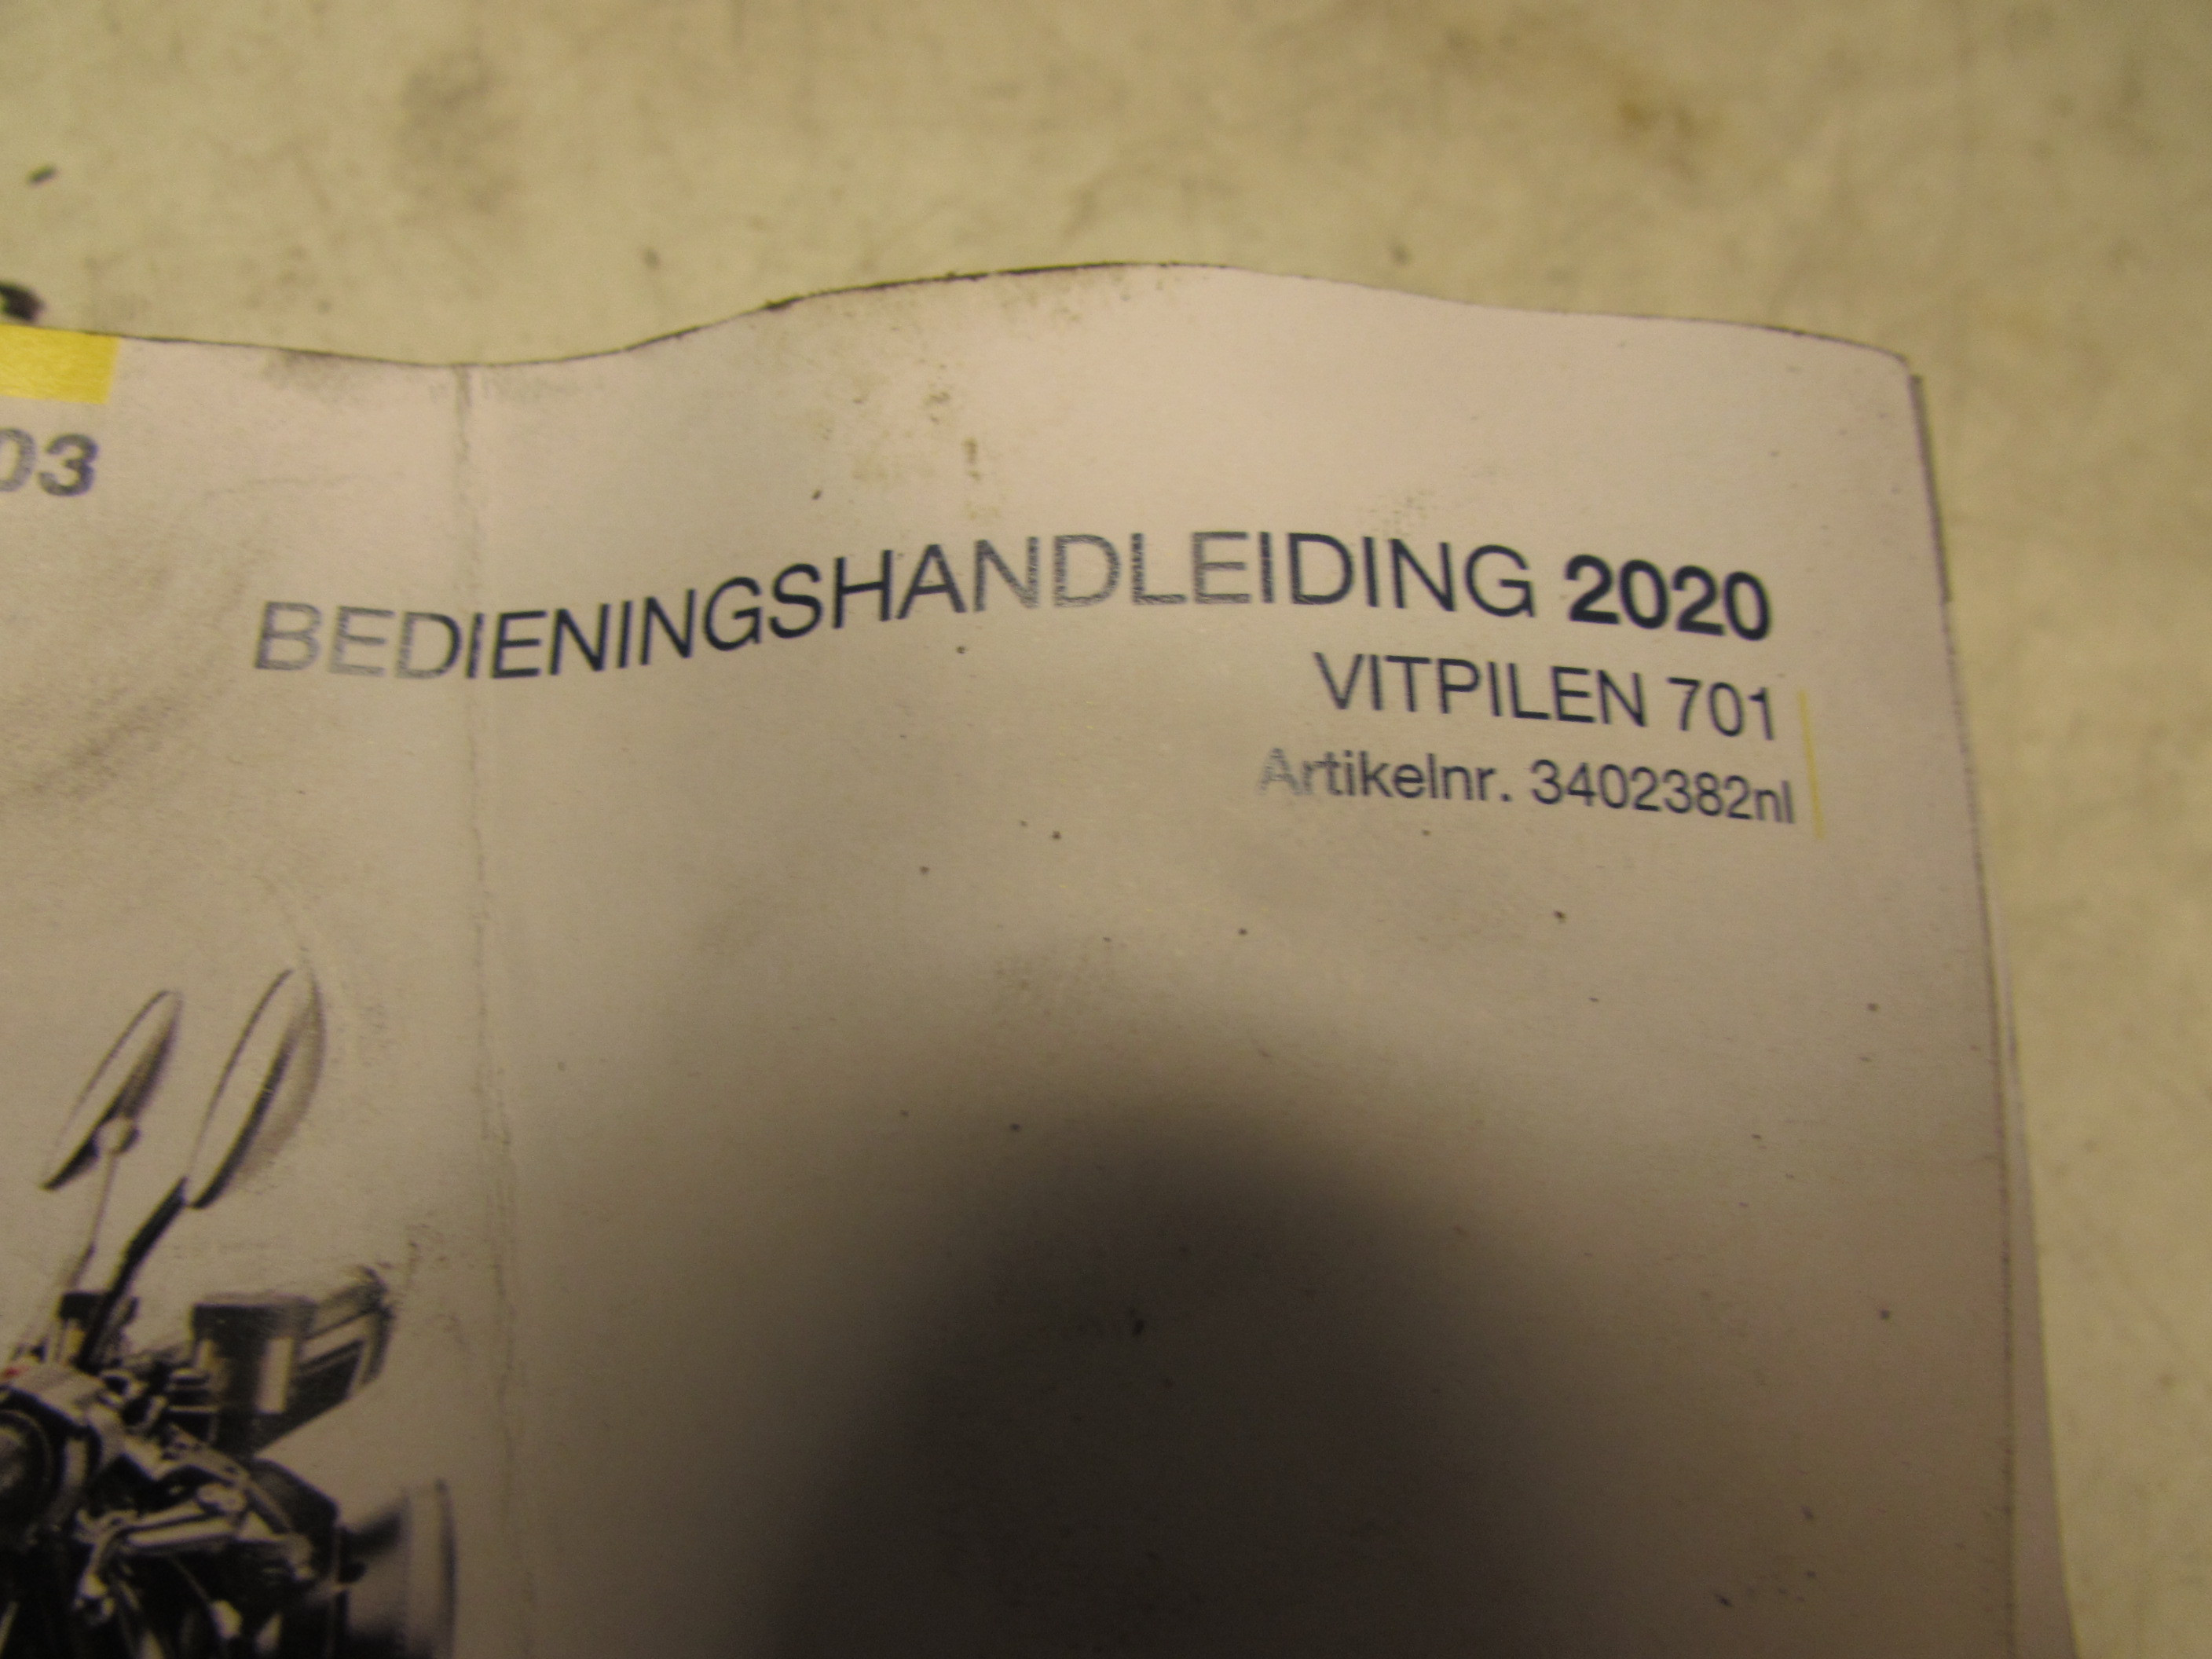 03
BEDIENINGSHANDLEIDING 2020
VITPILEN 701
Artikelnr. 3402382nl